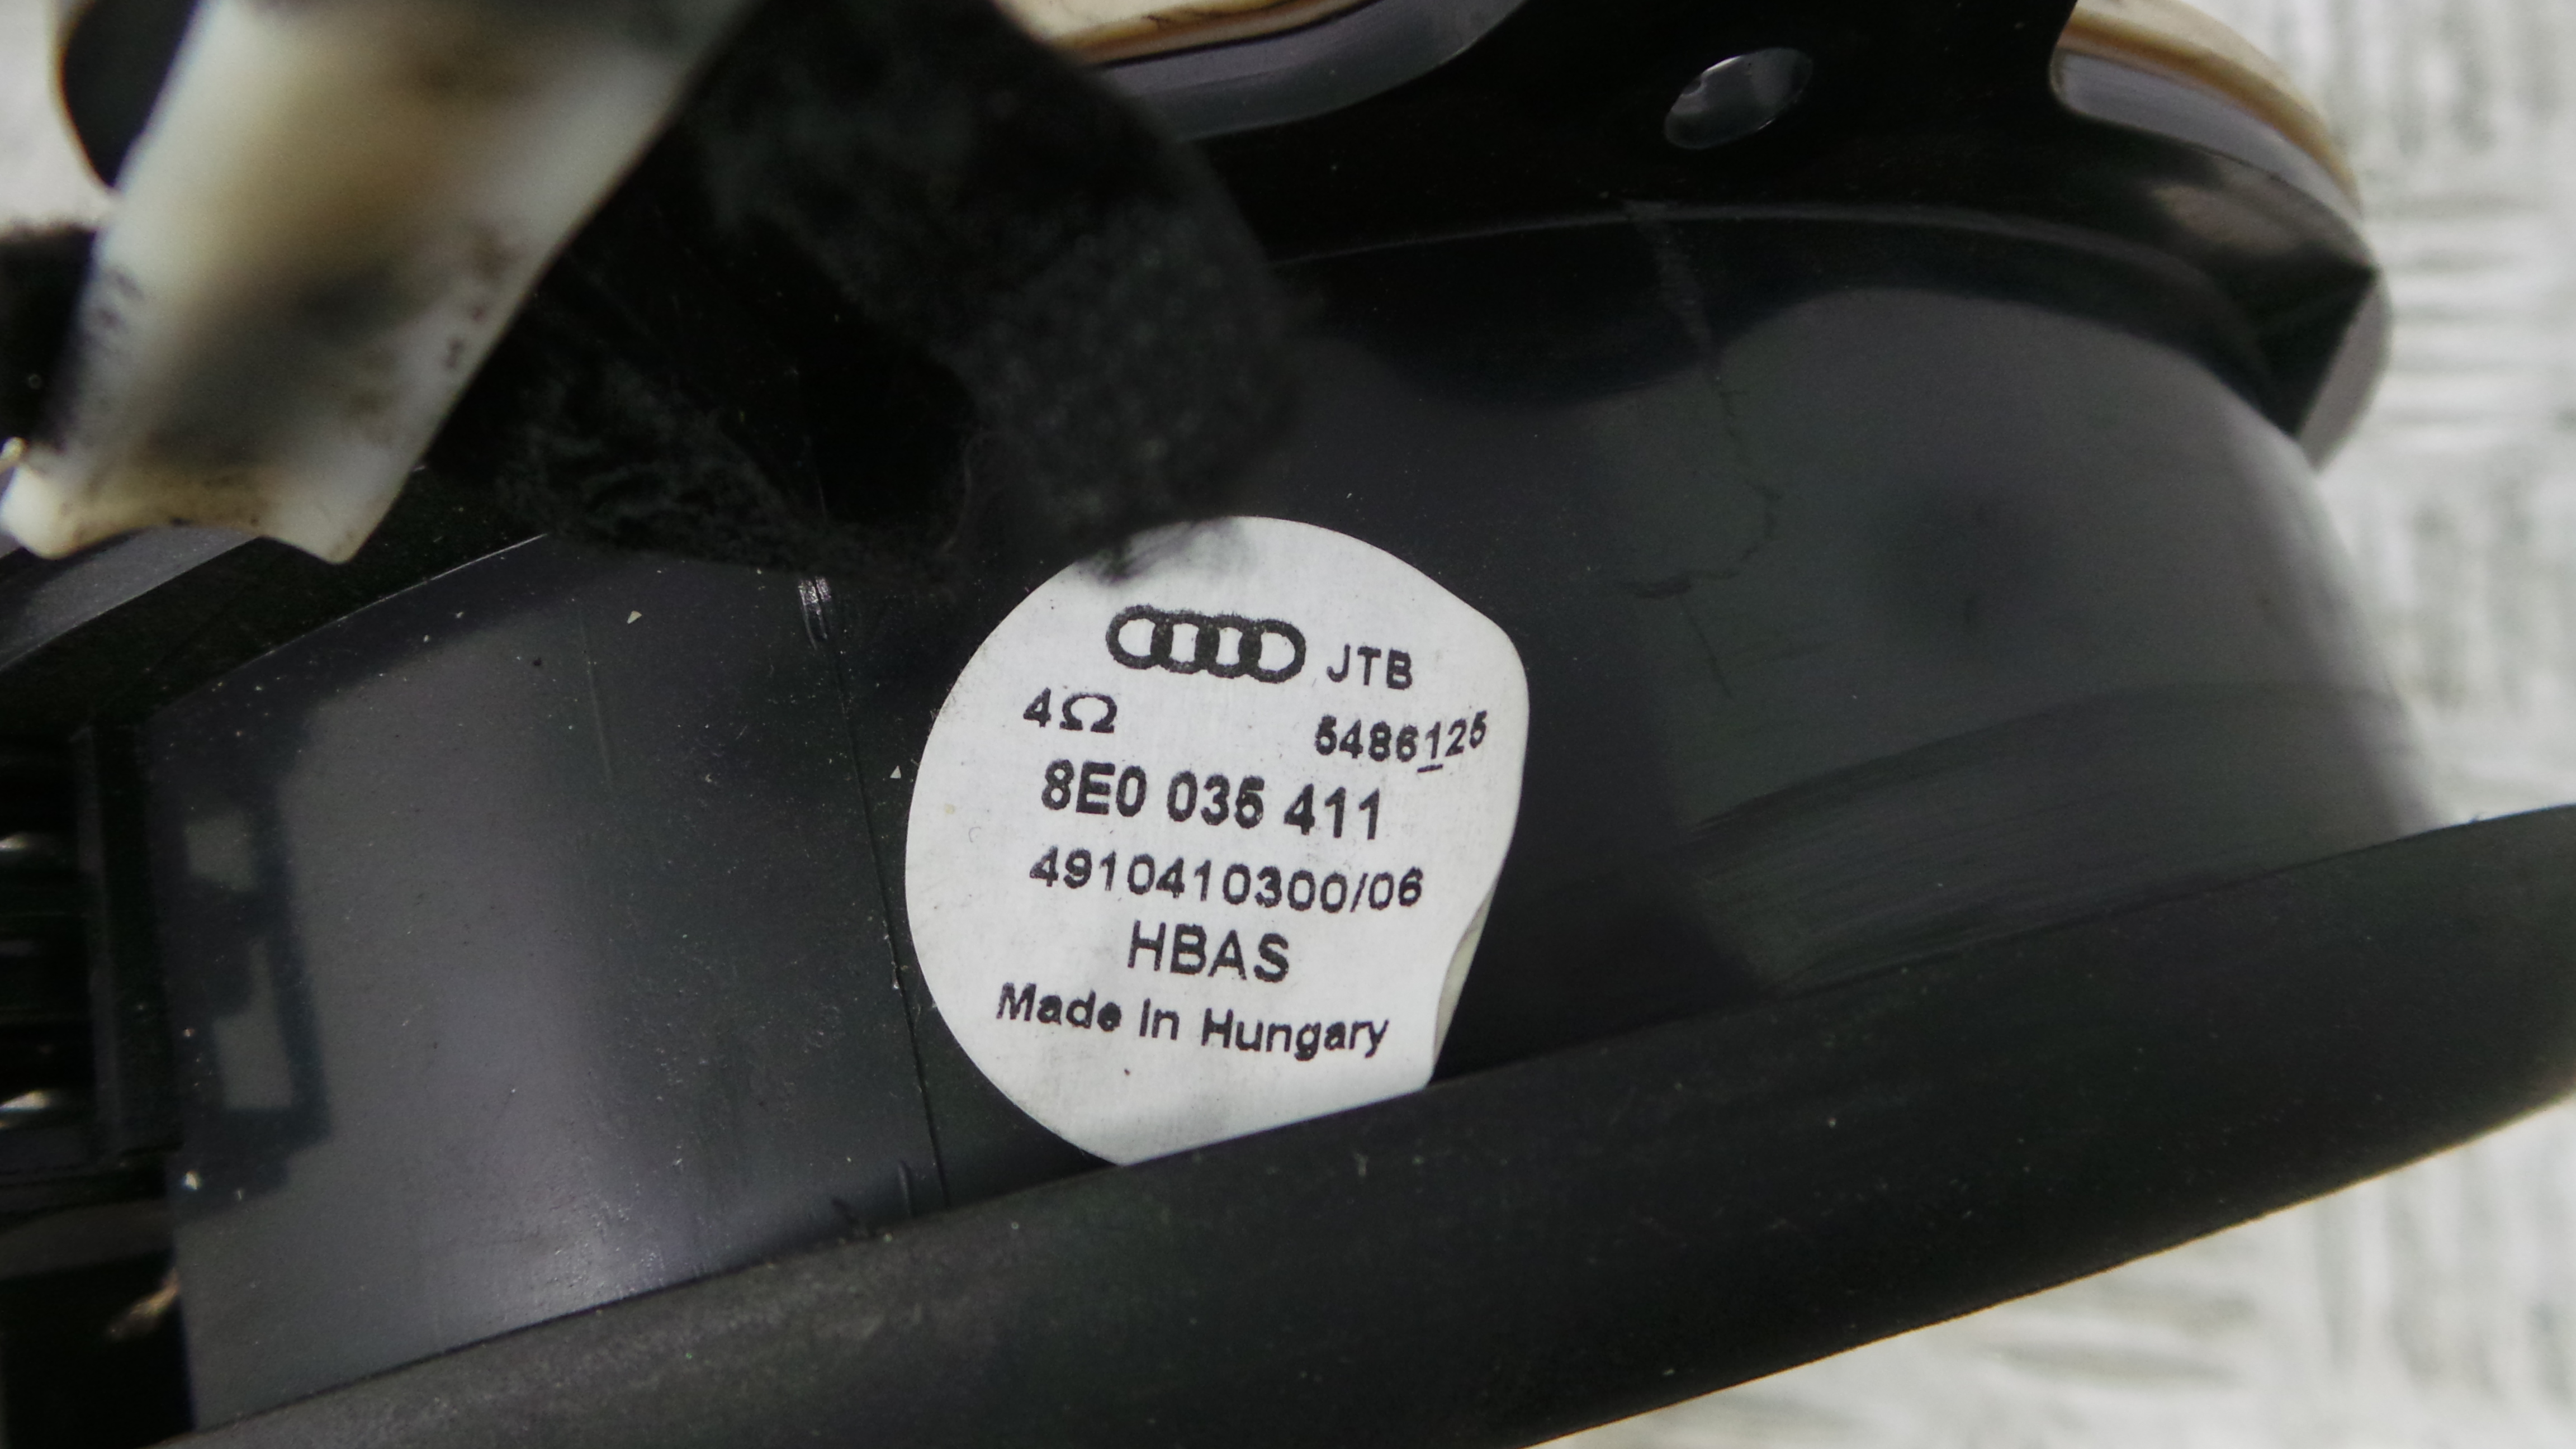 JTB
4Ω 5486125
8E0 035 411
4910410300/06
HBAS
Made in Hungary